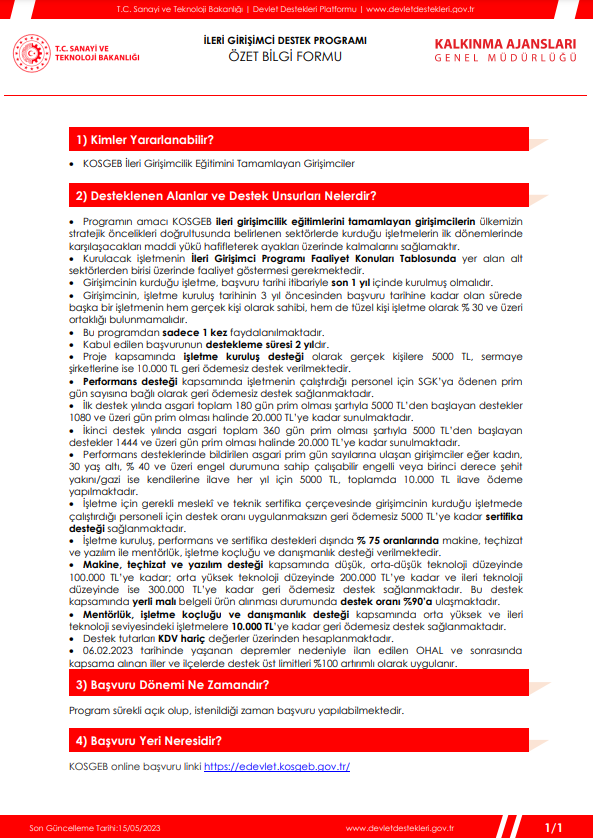 T.C. Sanayi ve Teknoloji Bakanlığı | Devlet Destekleri Platformu | www.devletdestekleri.gov.tr
T.C. SANAYİ VE
TEKNOLOJİ BAKANLIĞI
İLERİ GİRİŞİMCİ DESTEK PROGRAMI
ÖZET BİLGİ FORMU
KALKINMA AJANSLARI
GENEL MÜDÜRLÜĞÜ
1) Kimler Yararlanabilir?
• KOSGEB İleri Girişimcilik Eğitimini Tamamlayan Girişimciler
2) Desteklenen Alanlar ve Destek Unsurları Nelerdir?
• Programın amacı KOSGEB ileri girişimcilik eğitimlerini tamamlayan girişimcilerin ülkemizin
stratejik öncelikleri doğrultusunda belirlenen sektörlerde kurduğu işletmelerin ilk dönemlerinde
karşılaşacakları maddi yükü hafifleterek ayakları üzerinde kalmalarını sağlamaktır.
• Kurulacak işletmenin İleri Girişimci Programı Faaliyet Konuları Tablosunda yer alan alt
sektörlerden birisi üzerinde faaliyet göstermesi gerekmektedir.
• Girişimcinin kurduğu işletme, başvuru tarihi itibariyle son 1 yıl içinde kurulmuş olmalıdır.
• Girişimcinin, işletme kuruluş tarihinin 3 yıl öncesinden başvuru tarihine kadar olan sürede
başka bir işletmenin hem gerçek kişi olarak sahibi, hem de tüzel kişi işletme olarak % 30 ve üzeri
ortaklığı bulunmamalıdır.
• Bu programdan sadece 1 kez faydalanılmaktadır.
• Kabul edilen başvurunun destekleme süresi 2 yıldır.
• Proje kapsamında işletme kuruluş desteği olarak gerçek kişilere 5000 TL, sermaye
şirketlerine ise 10.000 TL geri ödemesiz destek verilmektedir.
• Performans desteği kapsamında işletmenin çalıştırdığı personel için SGK'ya ödenen prim
gün sayısına bağlı olarak geri ödemesiz destek sağlanmaktadır.
• İlk destek yılında asgari toplam 180 gün prim olması şartıyla 5000 TL'den başlayan destekler
1080 ve üzeri gün prim olması halinde 20.000 TL'ye kadar sunulmaktadır.
• İkinci destek yılında asgari toplam 360 gün prim olması şartıyla 5000 TL'den başlayan
destekler 1444 ve üzeri gün prim olması halinde 20.000 TL'ye kadar sunulmaktadır.
• Performans desteklerinde bildirilen asgari prim gün sayılarına ulaşan girişimciler eğer kadın,
30 yaş altı, % 40 ve üzeri engel durumuna sahip çalışabilir engelli veya birinci derece şehit
yakını/gazi ise kendilerine ilave her yıl için 5000 TL, toplamda 10.000 TL ilave ödeme
yapılmaktadır.
• İşletme için gerekli meslekî ve teknik sertifika çerçevesinde girişimcinin kurduğu işletmede
çalıştırdığı personeli için destek oranı uygulanmaksızın geri ödemesiz 5000 TL'ye kadar sertifika
desteği sağlanmaktadır.
• İşletme kuruluş, performans ve sertifika destekleri dışında % 75 oranlarında makine, teçhizat
ve yazılım ile mentörlük, işletme koçluğu ve danışmanlık desteği verilmektedir.
• Makine, teçhizat ve yazılım desteği kapsamında düşük, orta-düşük teknoloji düzeyinde
100.000 TL'ye kadar; orta yüksek teknoloji düzeyinde 200.000 TL'ye kadar ve ileri teknoloji
düzeyinde ise 300.000 TL'ye kadar geri ödemesiz destek sağlanmaktadır. Bu destek
kapsamında yerli malı belgeli ürün alınması durumunda destek oranı %90'a ulaşmaktadır.
• Mentörlük, işletme koçluğu ve danışmanlık desteği kapsamında orta yüksek ve ileri
teknoloji seviyesindeki işletmelere 10.000 TL'ye kadar geri ödemesiz destek sağlanmaktadır.
• Destek tutarları KDV hariç değerler üzerinden hesaplanmaktadır.
• 06.02.2023 tarihinde yaşanan depremler nedeniyle ilan edilen OHAL ve sonrasında
kapsama alınan iller ve ilçelerde destek üst limitleri %100 artırımlı olarak uygulanır.
3) Başvuru Dönemi Ne Zamandır?
Program sürekli açık olup, istenildiği zaman başvuru yapılabilmektedir.
4) Başvuru Yeri Neresidir?
KOSGEB online başvuru linki https://edevlet.kosgeb.gov.tr/
Son Güncelleme Tarihi:15/05/2023
www.devletdestekleri.gov.tr
1/1